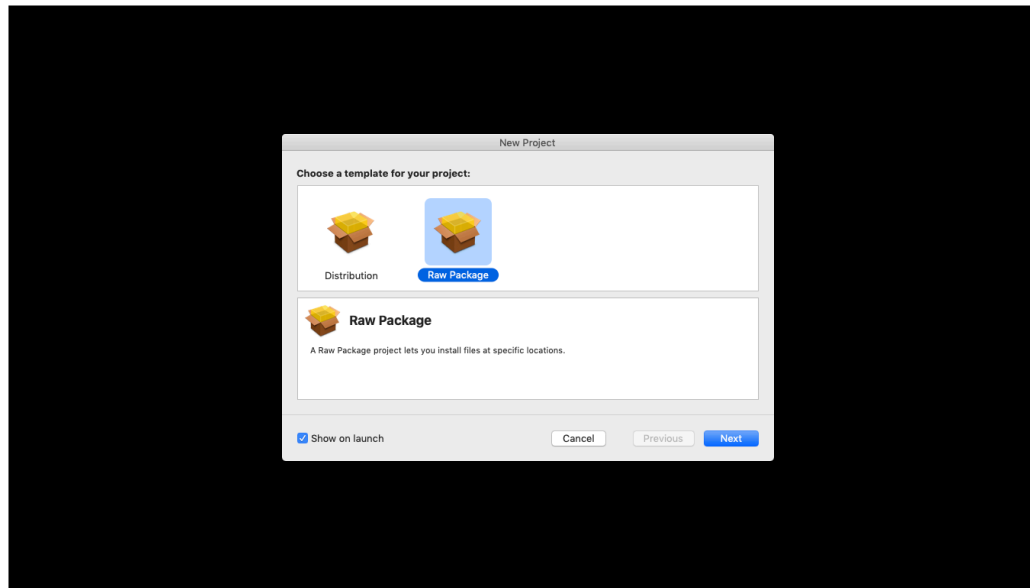 New Project
Choose a template for your project:
Distribution
Raw Package
Raw Package
A Raw Package project lets you install files at specific locations.
Show on launch
Cancel
Previous
Next